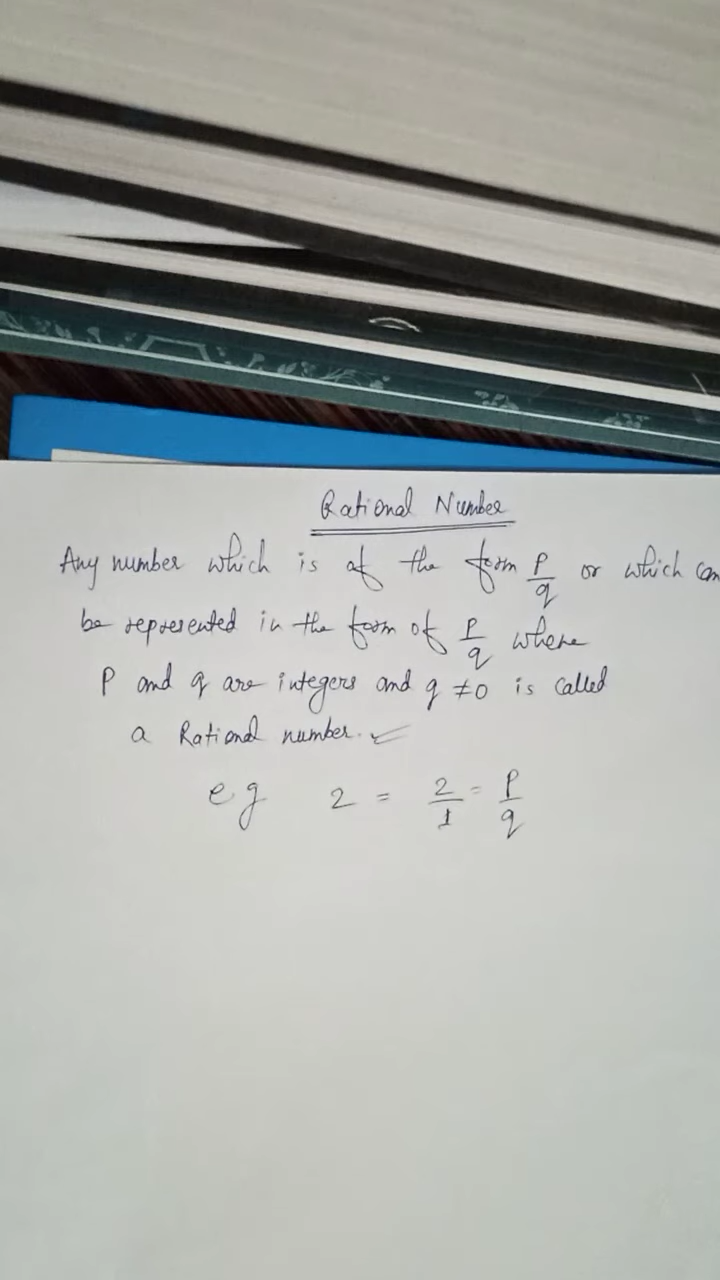 Rational Number
Any number which is of the form P/q or which can
be represented in the form of P/q where
P and q are integers and q ≠ 0 is called
a Rational number.
eg 2 = 2/1 = P/q